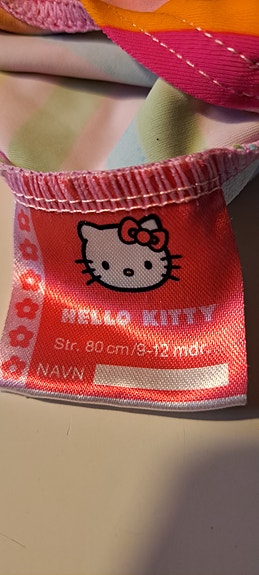 HELLO KITTY
Str. 80 cm/9-12 mdr.
NAVN